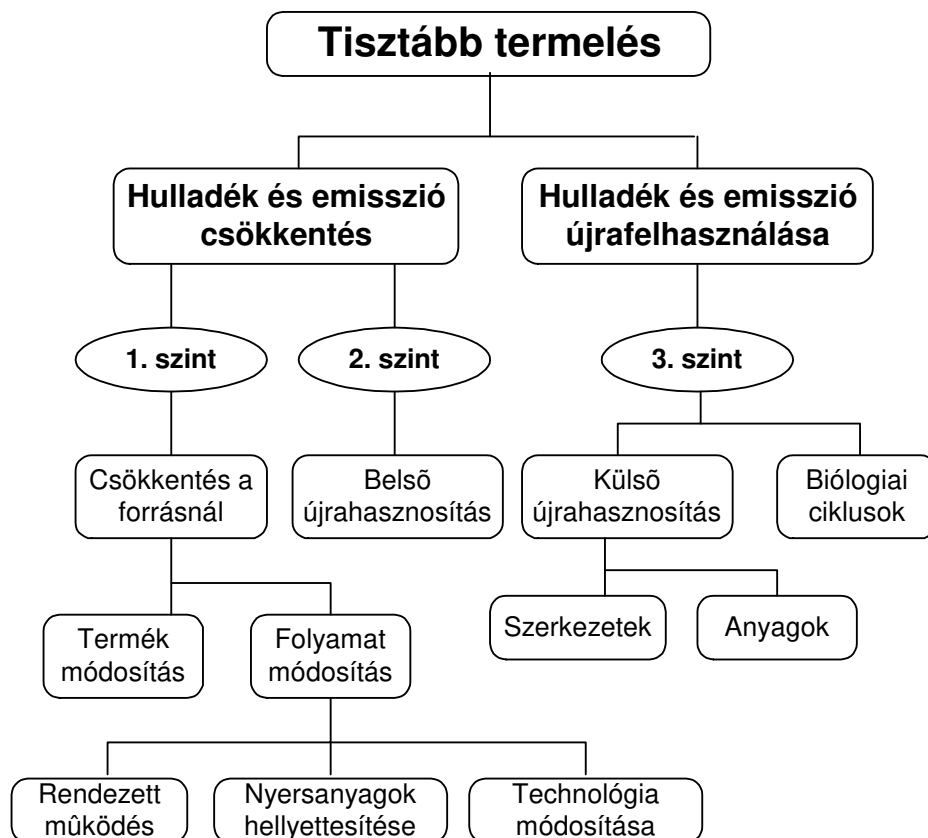 Tisztább termelés
Hulladék és emisszió
csökkentés
Hulladék és emisszió
újrafelhasználása
1. szint
2. szint
3. szint
Csökkentés a
forrásnál
Belsõ
újrahasznosítás
Külsõ
újrahasznosítás
Biólogiai
ciklusok
Termék
módosítás
Folyamat
módosítás
Szerkezetek
Anyagok
Rendezett
mûködés
Nyersanyagok
hellyettesítése
Technológia
módosítása